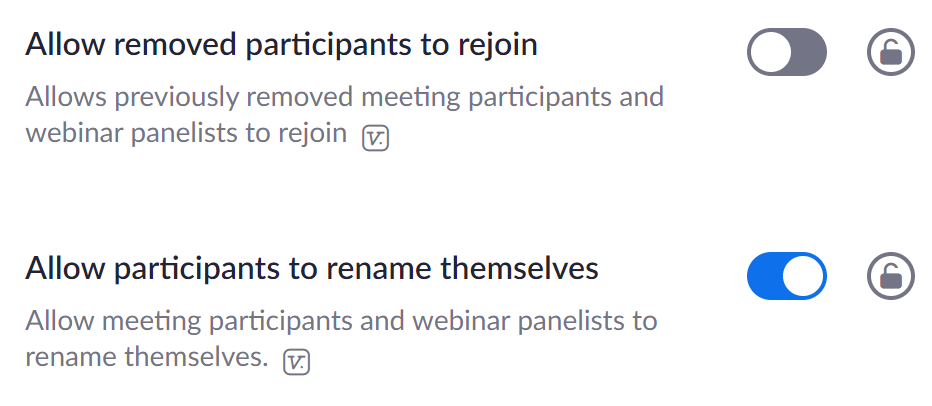 Allow removed participants to rejoin
Allows previously removed meeting participants and
webinar panelists to rejoin V.
Allow participants to rename themselves
Allow meeting participants and webinar panelists to
rename themselves. V.